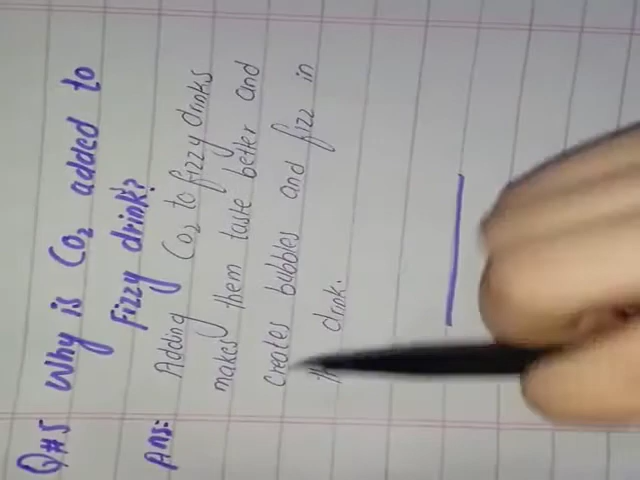 Q#5 Why is CO₂ added to
Fizzy drink?
Ans: Adding CO₂ to fizzy drinks
makes them taste better and
creates bubbles and fizz in
drink.